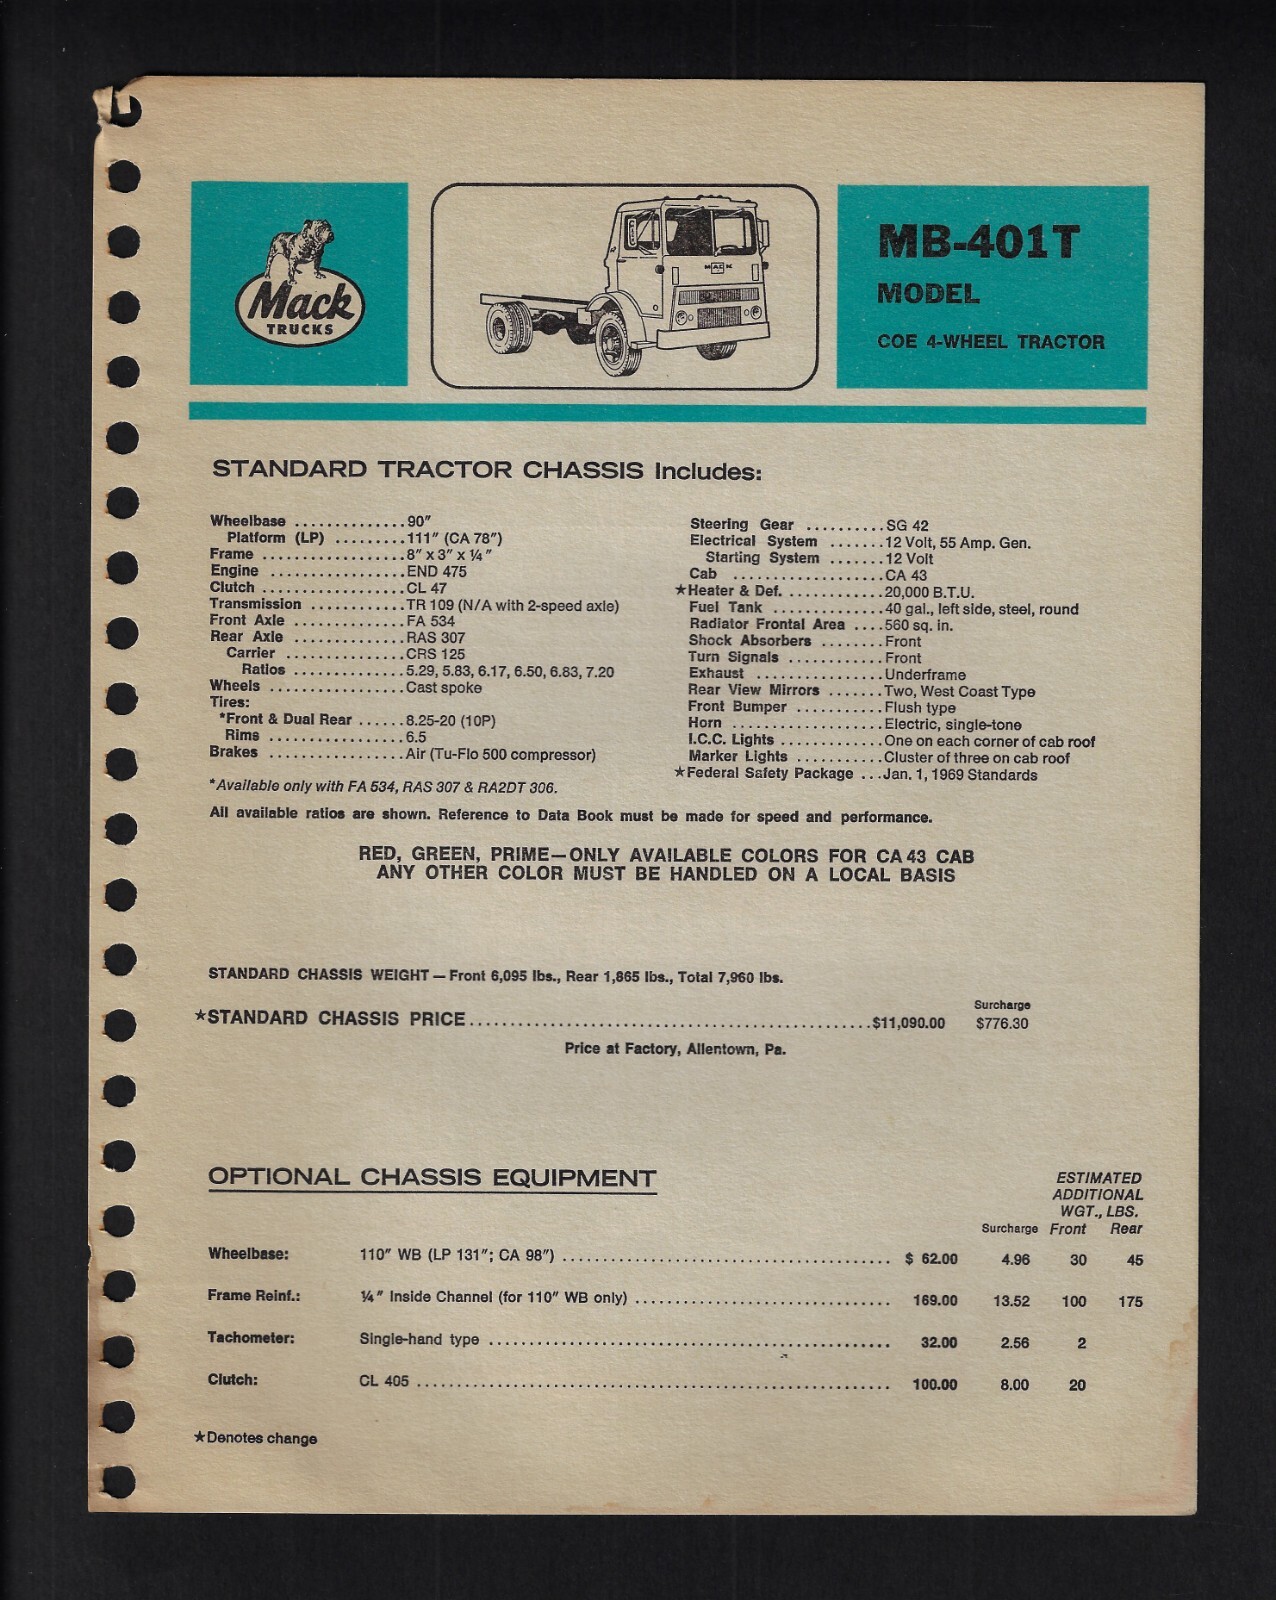 Mack
TRUCKS
MACK
MB-401T
MODEL
COE 4-WHEEL TRACTOR
STANDARD TRACTOR CHASSIS Includes:
Wheelbase ..............90″
Platform (LP) .........111″ (CA 78″)
Frame ..................8″ x 3″ x ¼″
Engine .................END 475
Clutch ..................CL 47
Transmission ............TR 109 (N/A with 2-speed axle)
Front Axle ..............FA 534
Rear Axle ..............RAS 307
Carrier ...............CRS 125
Ratios ..............5.29, 5.83, 6.17, 6.50, 6.83, 7.20
Wheels .................Cast spoke
Tires:
*Front & Dual Rear ......8.25-20 (10P)
Rims .................6.5
Brakes .................Air (Tu-Flo 500 compressor)
*Available only with FA 534, RAS 307 & RA2DT 306.
Steering Gear ..........SG 42
Electrical System .......12 Volt, 55 Amp. Gen.
Starting System .......12 Volt
Cab ...................CA 43
★Heater & Def. ............20,000 B.T.U.
Fuel Tank ..............40 gal., left side, steel, round
Radiator Frontal Area ....560 sq. in.
Shock Absorbers ........Front
Turn Signals ............Front
Exhaust ................Underframe
Rear View Mirrors .......Two, West Coast Type
Front Bumper ...........Flush type
Horn ...................Electric, single-tone
I.C.C. Lights .............One on each corner of cab roof
Marker Lights ...........Cluster of three on cab roof
★Federal Safety Package ...Jan. 1, 1969 Standards
All available ratios are shown. Reference to Data Book must be made for speed and performance.
RED, GREEN, PRIME—ONLY AVAILABLE COLORS FOR CA 43 CAB
ANY OTHER COLOR MUST BE HANDLED ON A LOCAL BASIS
STANDARD CHASSIS WEIGHT — Front 6,095 lbs., Rear 1,865 lbs., Total 7,960 lbs.
Surcharge
★STANDARD CHASSIS PRICE..................................................$11,090.00 $776.30
Price at Factory, Allentown, Pa.
OPTIONAL CHASSIS EQUIPMENT
ESTIMATED
ADDITIONAL
WGT., LBS.
Surcharge Front Rear
Wheelbase: 110″ WB (LP 131″; CA 98″) .......................................... $ 62.00 4.96 30 45
Frame Reinf.: ¼″ Inside Channel (for 110″ WB only) ................................ 169.00 13.52 100 175
Tachometer: Single-hand type .................................................... 32.00 2.56 2
Clutch: CL 405 ............................................................. 100.00 8.00 20
★Denotes change